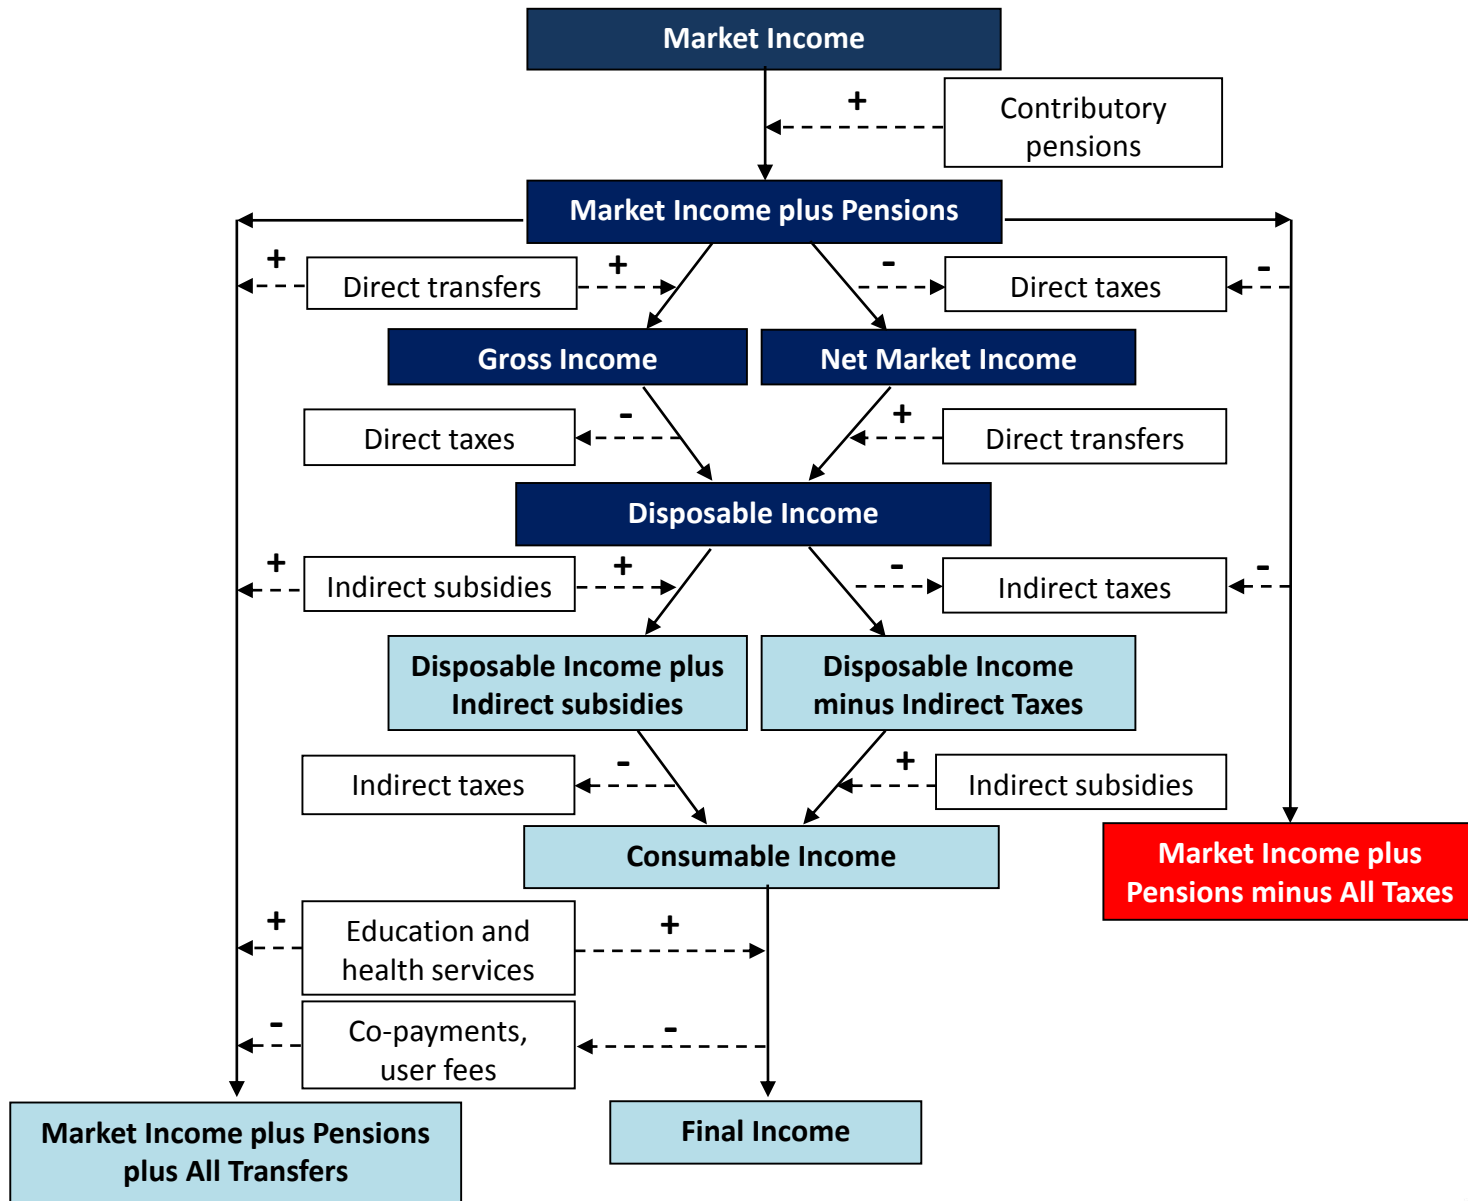 Market Income
+
Contributory
pensions
Market Income plus Pensions
+
Direct transfers
+
-
Direct taxes
-
Gross Income
Net Market Income
Direct taxes
-
+
Direct transfers
Disposable Income
+
Indirect subsidies
+
-
Indirect taxes
-
Disposable Income plus
Indirect subsidies
Disposable Income
minus Indirect Taxes
Indirect taxes
-
+
Indirect subsidies
Consumable Income
Market Income plus
Pensions minus All Taxes
+
Education and
health services
+
-
Co-payments,
user fees
-
Market Income plus Pensions
plus All Transfers
Final Income